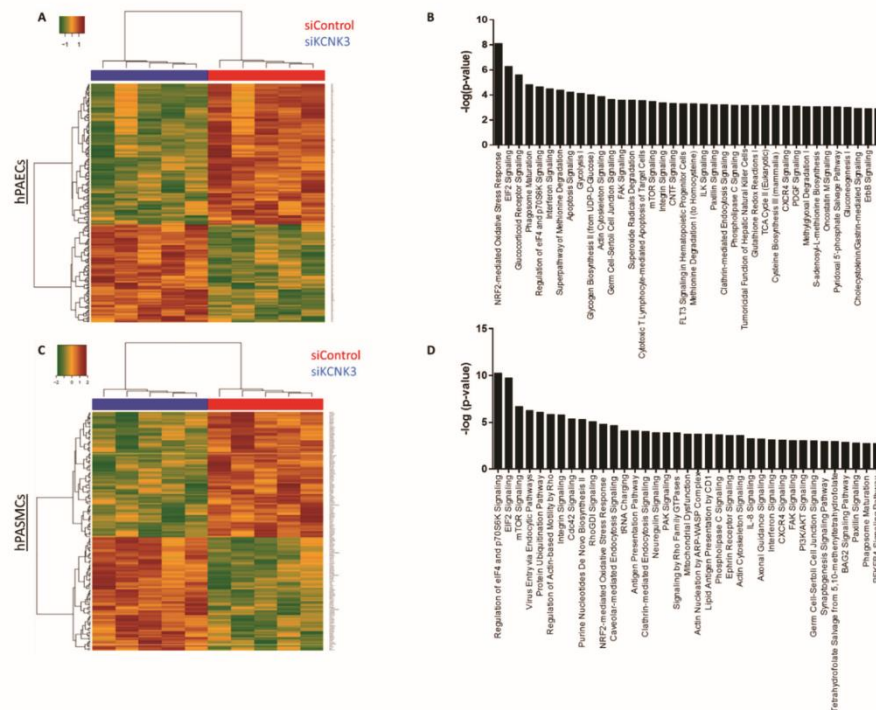 A
siControl
siKCNK3
-1 1
hPAECs
B
-log(p-value)
10
8
6
4
2
0
NRF2-mediated Oxidative Stress Response
EIF2 Signaling
Glucocorticoid Receptor Signaling
Phagosome Maturation
Regulation of eIF4 and p70S6K Signaling
Interferon Signaling
Superpathway of Methionine Degradation
Apoptosis Signaling
Glycolysis I
Glycogen Biosynthesis II (from UDP-D-Glucose)
Actin Cytoskeleton Signaling
Germ Cell-Sertoli Cell Junction Signaling
FAK Signaling
Superoxide Radicals Degradation
Cytotoxic T Lymphocyte-mediated Apoptosis of Target Cells
mTOR Signaling
Integrin Signaling
CNTF Signaling
FLT3 Signaling in Hematopoietic Progenitor Cells
Methionine Degradation I (to Homocysteine)
ILK Signaling
Paxillin Signaling
Clathrin-mediated Endocytosis Signaling
Phospholipase C Signaling
Tumoricidal Function of Hepatic Natural Killer Cells
Glutathione Redox Reactions I
TCA Cycle II (Eukaryotic)
Cysteine Biosynthesis III (mammalia)
CXCR4 Signaling
PDGF Signaling
Methylglyoxal Degradation I
S-adenosyl-L-methionine Biosynthesis
Oncostatin M Signaling
Pyridoxal 5'-phosphate Salvage Pathway
Gluconeogenesis I
Cholecystokinin/Gastrin-mediated Signaling
ErbB Signaling
C
siControl
siKCNK3
hPASMCs
D
-log (p-value)
15
10
5
0
Regulation of eIF4 and p70S6K Signaling
EIF2 Signaling
mTOR Signaling
Virus Entry via Endocytic Pathways
Protein Ubiquitination Pathway
Regulation of Actin-based Motility by Rho
Integrin Signaling
Cdc42 Signaling
Purine Nucleotides De Novo Biosynthesis II
RhoGDI Signaling
NRF2-mediated Oxidative Stress Response
Caveolar-mediated Endocytosis Signaling
tRNA Charging
Antigen Presentation Pathway
Clathrin-mediated Endocytosis Signaling
Neuregulin Signaling
PAK Signaling
Signaling by Rho Family GTPases
Mitochondrial Dysfunction
Actin Nucleation by ARP-WASP Complex
Lipid Antigen Presentation by CD1
Phospholipase C Signaling
Ephrin Receptor Signaling
Actin Cytoskeleton Signaling
IL-8 Signaling
Axonal Guidance Signaling
Interferon Signaling
CXCR4 Signaling
FAK Signaling
PI3K/AKT Signaling
Germ Cell-Sertoli Cell Junction Signaling
Synaptogenesis Signaling Pathway
Tetrahydrofolate Salvage from 5,10-methenyltetrahydrofolate
BAG2 Signaling Pathway
Paxillin Signaling
Phagosome Maturation